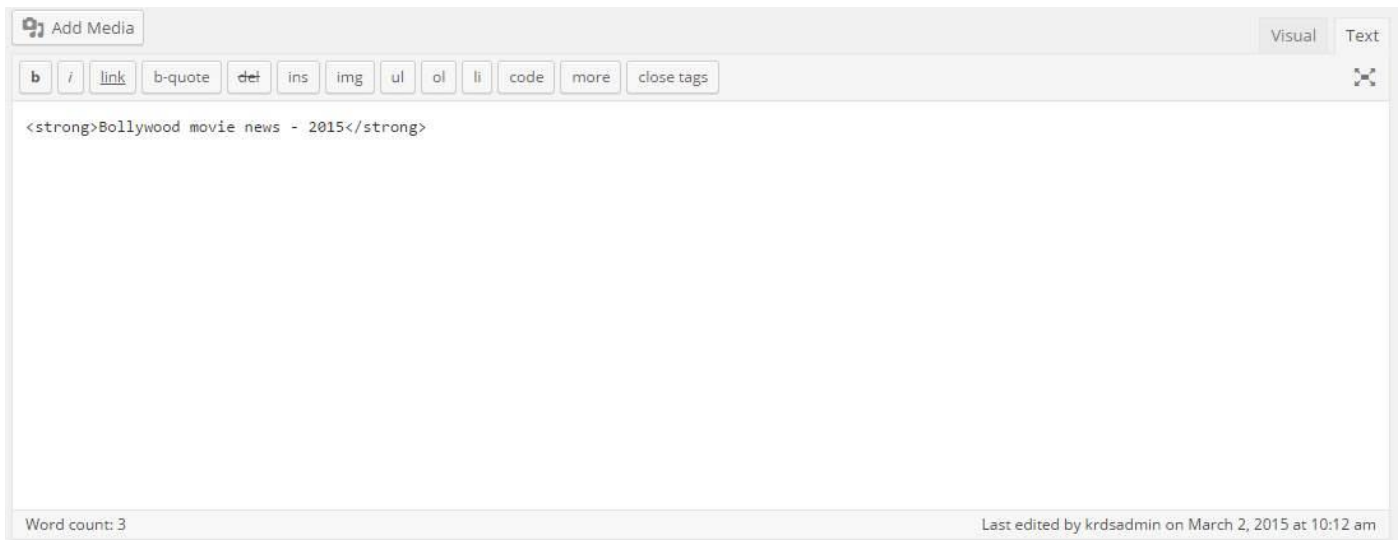 Add Media
Visual Text
b i link b-quote del ins img ul ol li code more close tags
<strong>Bollywood movie news - 2015</strong>
Word count: 3 Last edited by krdsadmin on March 2, 2015 at 10:12 am